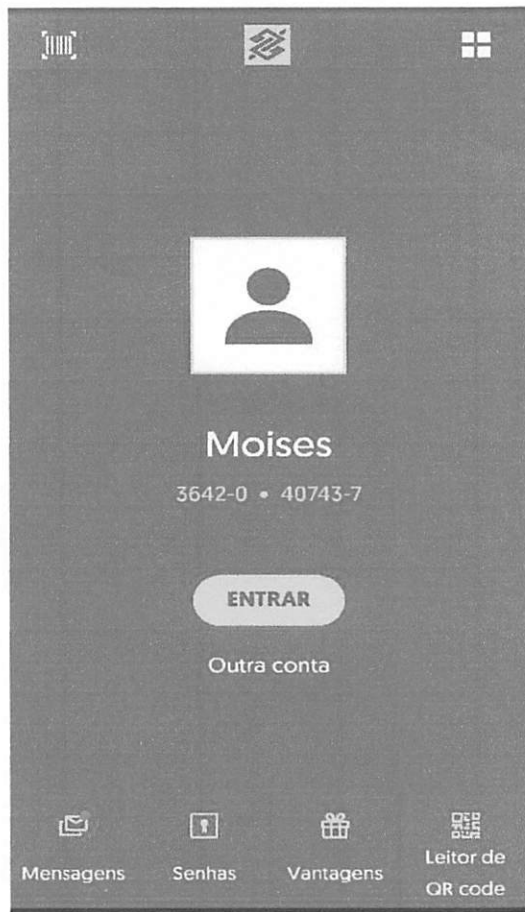 Moises
3642-0 • 40743-7
ENTRAR
Outra conta
Mensagens
Senhas
Vantagens
Leitor de
QR code